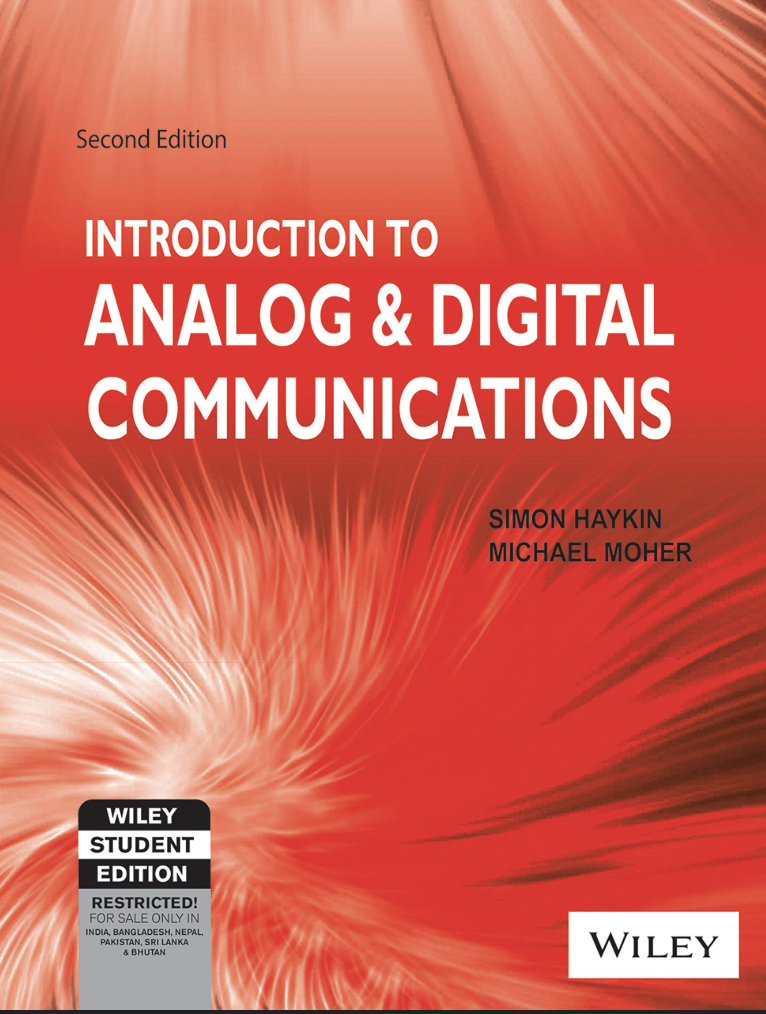 Second Edition
INTRODUCTION TO
ANALOG & DIGITAL
COMMUNICATIONS
SIMON HAYKIN
MICHAEL MOHER
WILEY
STUDENT
EDITION
RESTRICTED!
FOR SALE ONLY IN
INDIA, BANGLADESH, NEPAL,
PAKISTAN, SRI LANKA
& BHUTAN
WILEY